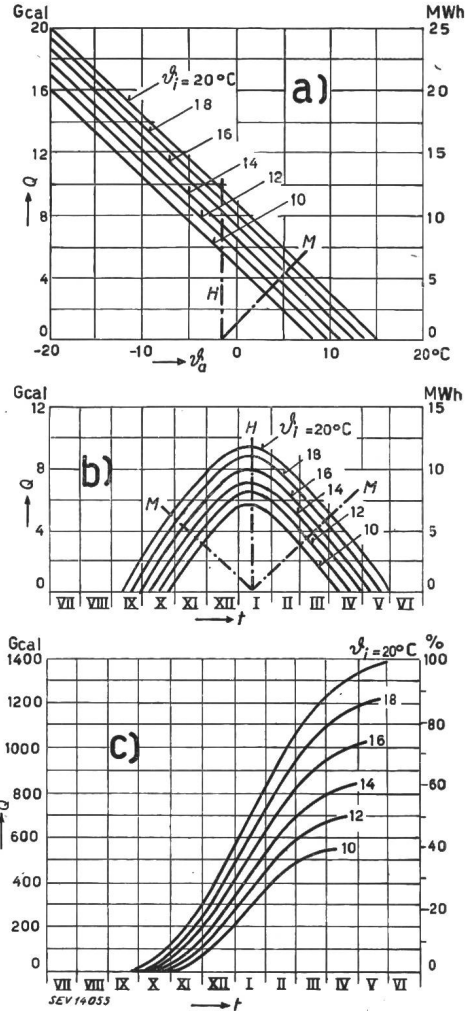 Gcal MWh
20 25
ϑi = 20°C
a)
16 18 20
16
12 14 15
12
Q 10
8 10
M
4 H 5
0 0
-20 -10 0 10 20°C
ϑa
Gcal MWh
12 H 15
ϑi = 20°C
b) 18
8 16 10
Q M 14 M
4 12 5
10
0 0
VII VIII IX X XI XII I II III IV V VI
t
Gcal ϑi = 20°C %
1400 100
1200 18
c) 80
1000 16
800 14 60
Q
600 12
10 40
400
200 20
0 0
VII VIII IX X XI XII I II III IV V VI
SEV 14055 t